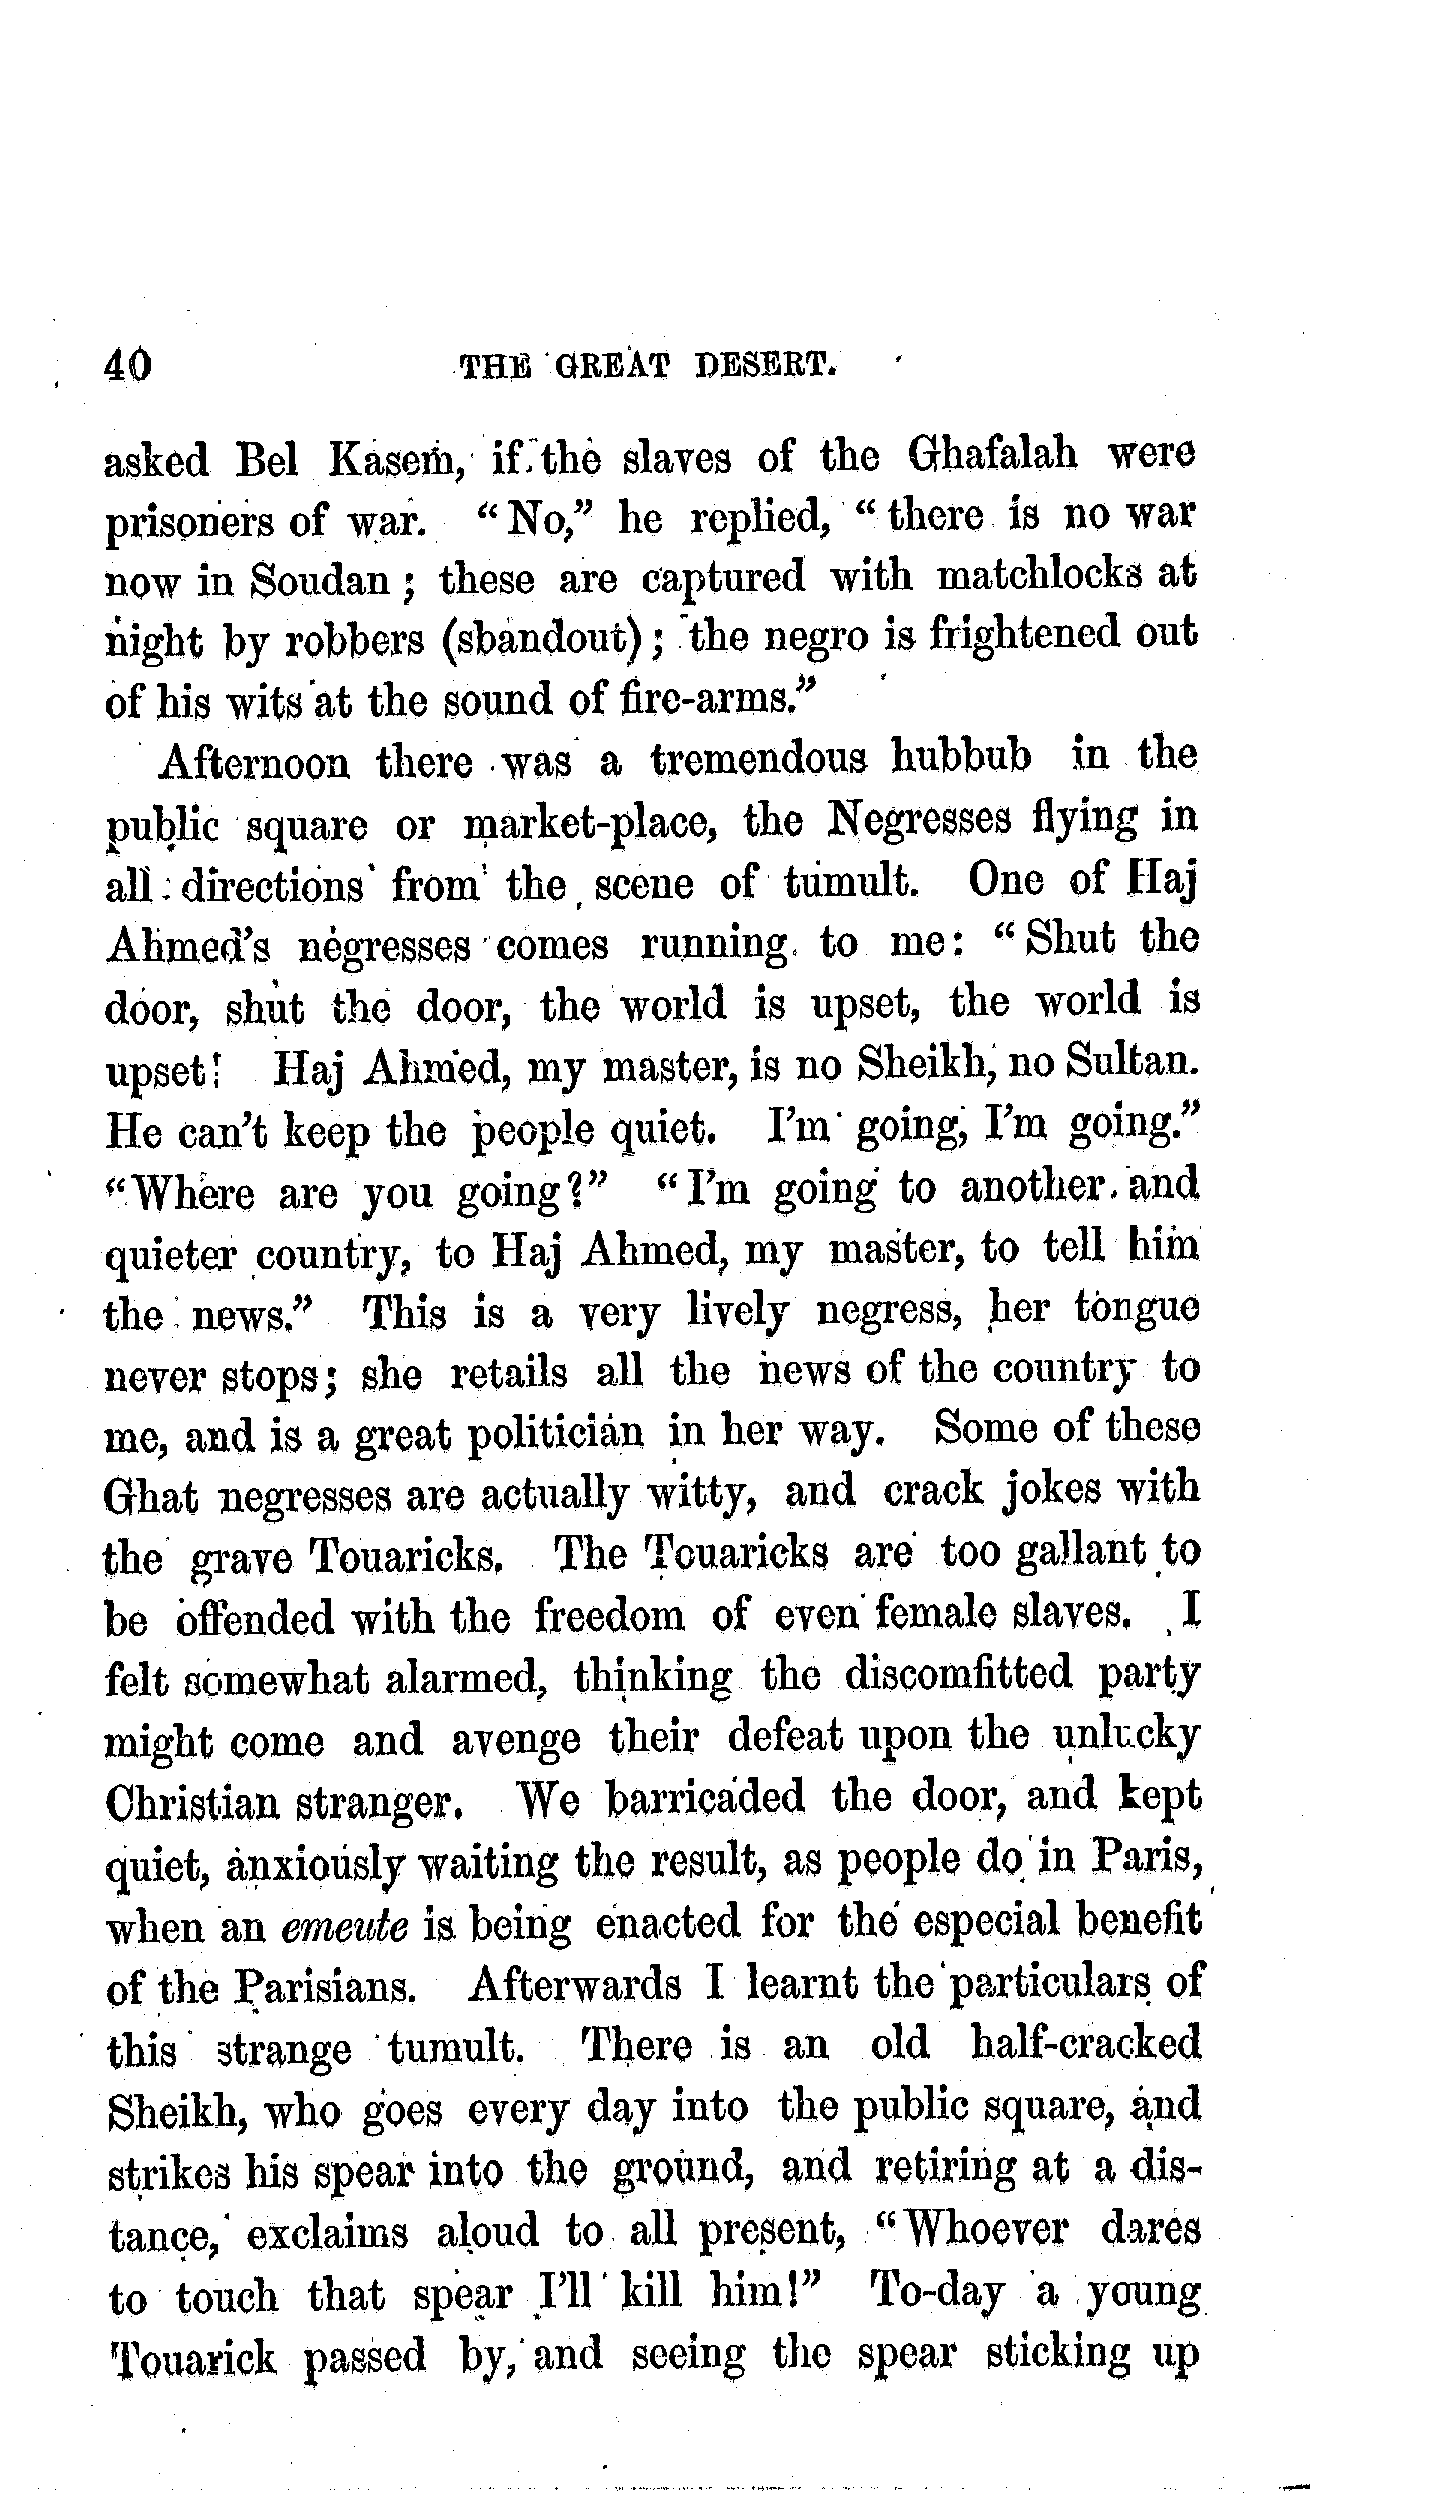 40 THE GREAT DESERT.
asked Bel Kasem, if the slaves of the Ghafalah were
prisoners of war. “No,” he replied, “there is no war
now in Soudan; these are captured with matchlocks at
night by robbers (sbandout); the negro is frightened out
of his wits at the sound of fire-arms.”
Afternoon there was a tremendous hubbub in the
public square or market-place, the Negresses flying in
all directions from the scene of tumult. One of Haj
Ahmed’s negresses comes running to me: “Shut the
door, shut the door, the world is upset, the world is
upset! Haj Ahmed, my master, is no Sheikh, no Sultan.
He can’t keep the people quiet. I’m going, I’m going.”
“Where are you going?” “I’m going to another and
quieter country, to Haj Ahmed, my master, to tell him
the news.” This is a very lively negress, her tongue
never stops; she retails all the news of the country to
me, and is a great politician in her way. Some of these
Ghat negresses are actually witty, and crack jokes with
the grave Touaricks. The Touaricks are too gallant to
be offended with the freedom of even female slaves. I
felt somewhat alarmed, thinking the discomfitted party
might come and avenge their defeat upon the unlucky
Christian stranger. We barricaded the door, and kept
quiet, anxiously waiting the result, as people do in Paris,
when an emeute is being enacted for the especial benefit
of the Parisians. Afterwards I learnt the particulars of
this strange tumult. There is an old half-cracked
Sheikh, who goes every day into the public square, and
strikes his spear into the ground, and retiring at a dis-
tance, exclaims aloud to all present, “Whoever dares
to touch that spear I’ll kill him!” To-day a young
Touarick passed by, and seeing the spear sticking up